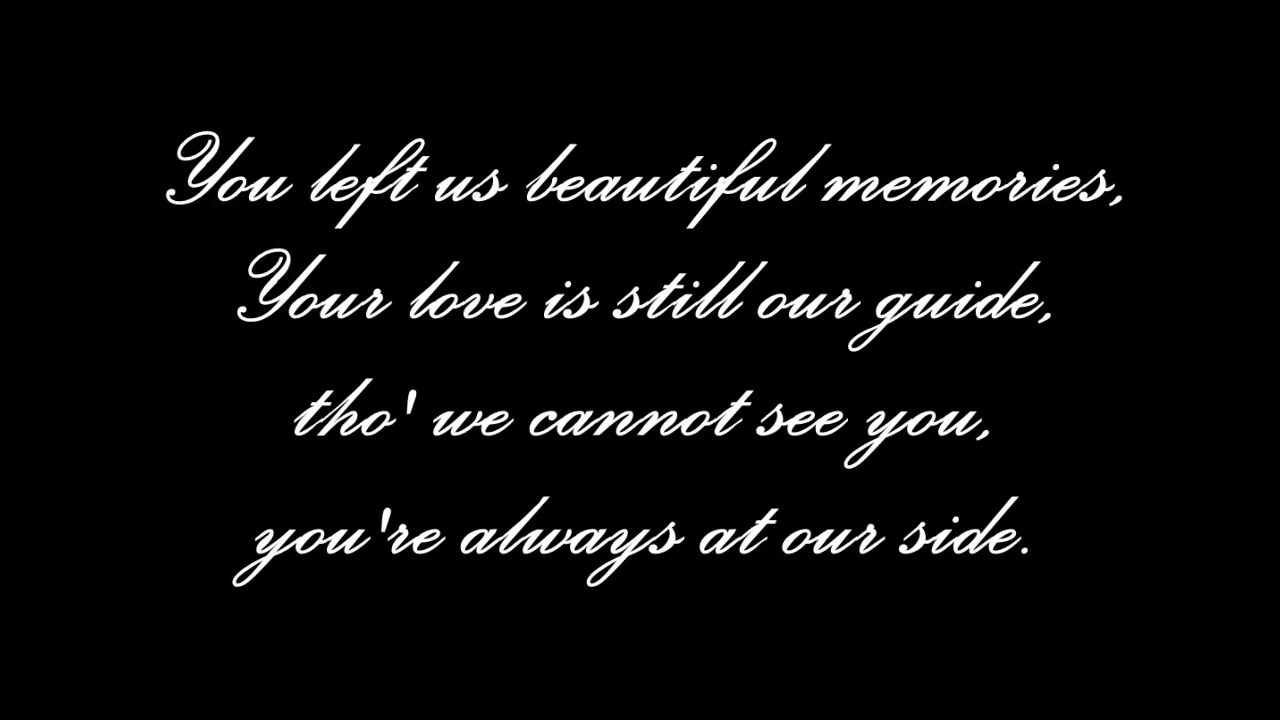 You left us beautiful memories,
Your love is still our guide,
tho' we cannot see you,
you're always at our side.